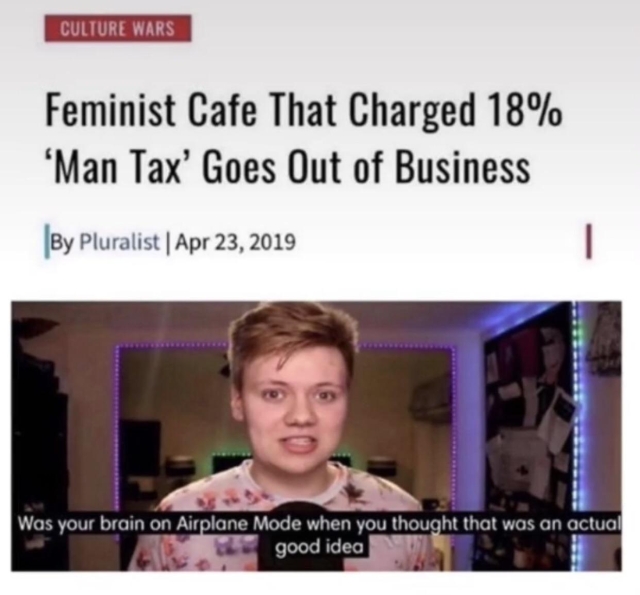 CULTURE WARS
Feminist Cafe That Charged 18%
‘Man Tax’ Goes Out of Business
By Pluralist | Apr 23, 2019
Was your brain on Airplane Mode when you thought that was an actual
good idea